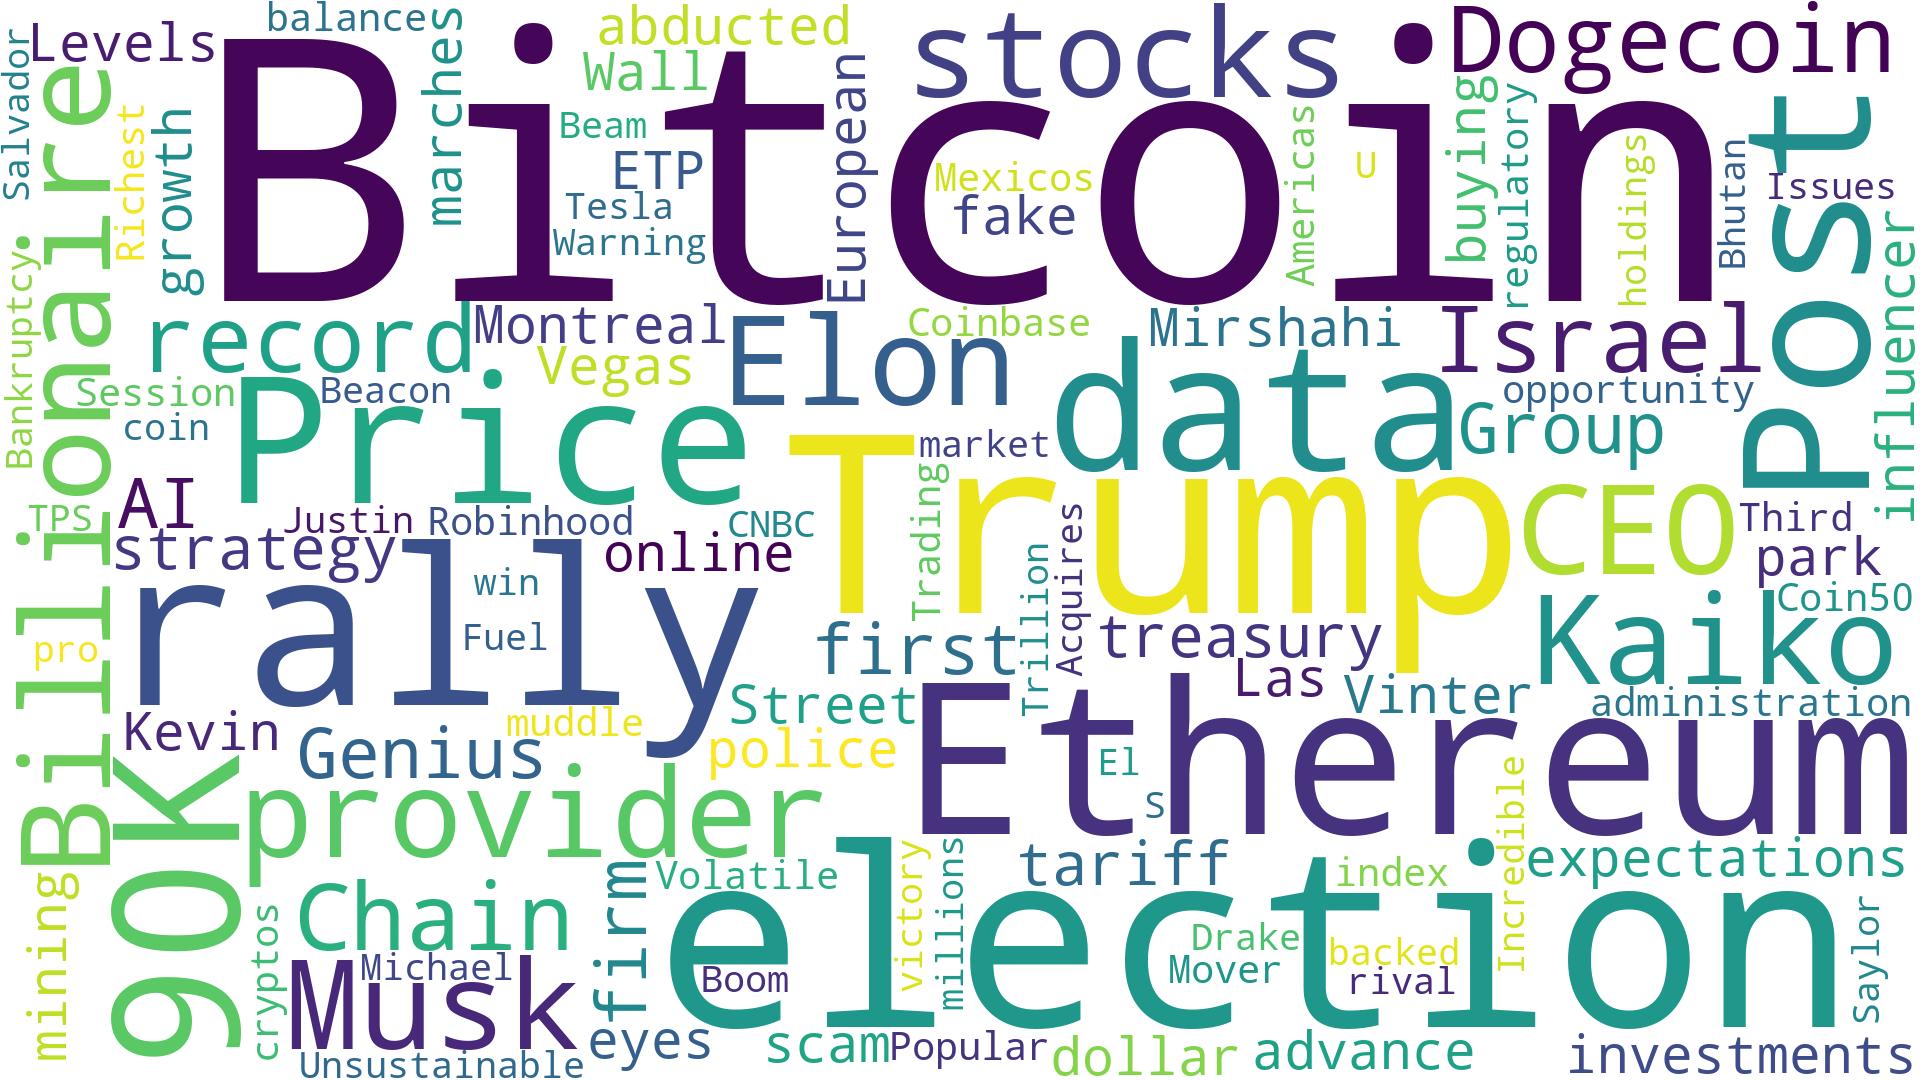 balance
abducted
stocks
Dogecoin
Levels
Bitcoin
marches
Wall
European
Salvador
Billionaire
Richest
growth
Beam
ETP
Tesla
Warning
Mexicos
fake
Americas
U
buying
regulatory
holdings
Bhutan
Post
Issues
influencer
Bankruptcy
record
Montreal
Vegas
Elon
Coinbase
Mirshahi
Israel
Session
coin
Beacon
Price
data
opportunity
Group
market
Trump
CEO
TPS
AI
Justin
Robinhood
CNBC
Trading
Third
park
strategy
rally
online
win
Fuel
pro
first
Trillion
Acquires
treasury
Kaiko
Coin50
Las
Vinter
administration
Kevin
Genius
muddle
Street
police
Ethereum
El
S
90K
provider
Incredible
mining
cryptos
Chain
firm
Volatile
election
victory
millions
tariff
index
expectations
Drake
Mover
backed
rival
Saylor
Michael
Musk
Boom
Unsustainable
eyes
scam
Popular
dollar
advance
investments